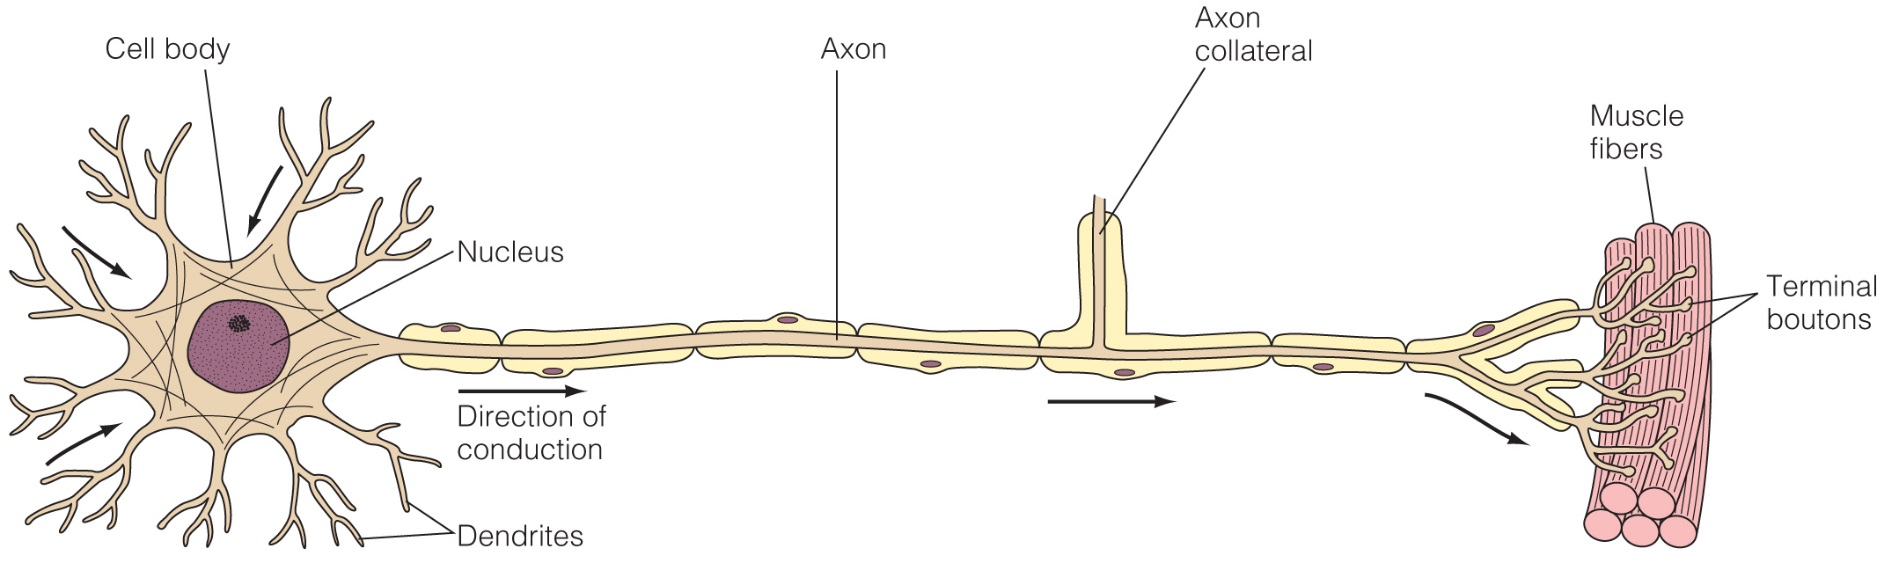 Cell body
Axon
Axon
collateral
Muscle
fibers
Nucleus
Terminal
boutons
Direction of
conduction
Dendrites